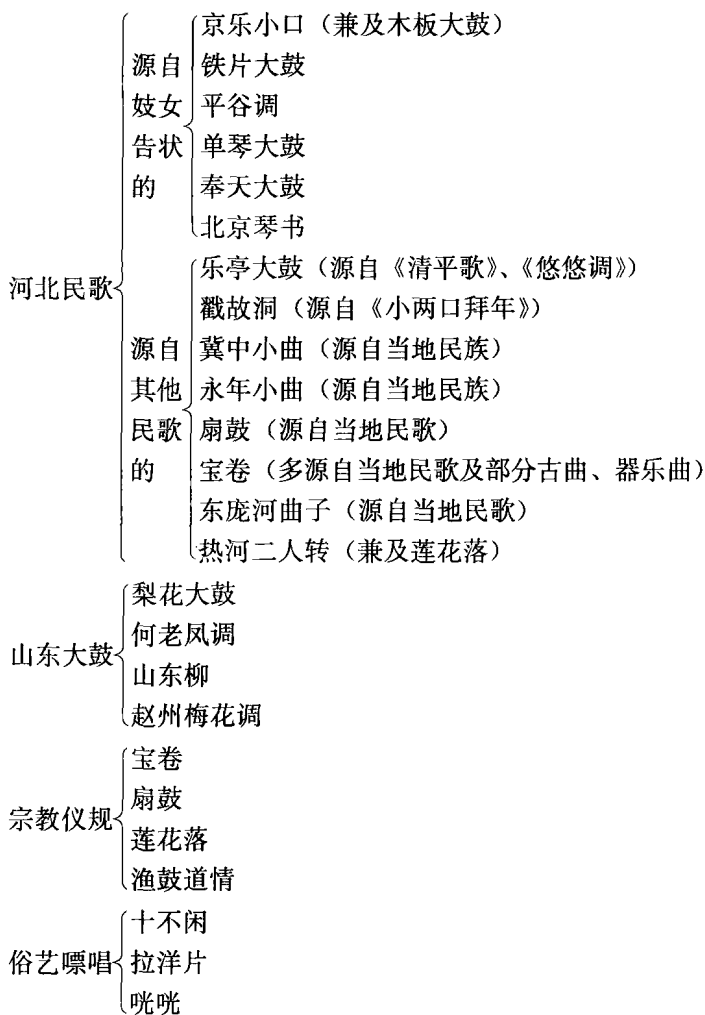 河北民歌
源自妓女告状的
京乐小口（兼及木板大鼓）
铁片大鼓
平谷调
单琴大鼓
奉天大鼓
北京琴书
源自其他民歌的
乐亭大鼓（源自《清平歌》、《悠悠调》）
戳故洞（源自《小两口拜年》）
冀中小曲（源自当地民族）
永年小曲（源自当地民族）
扇鼓（源自当地民歌）
宝卷（多源自当地民歌及部分古曲、器乐曲）
东庞河曲子（源自当地民歌）
热河二人转（兼及莲花落）
山东大鼓
梨花大鼓
何老凤调
山东柳
赵州梅花调
宗教仪规
宝卷
扇鼓
莲花落
渔鼓道情
俗艺嘌唱
十不闲
拉洋片
咣咣